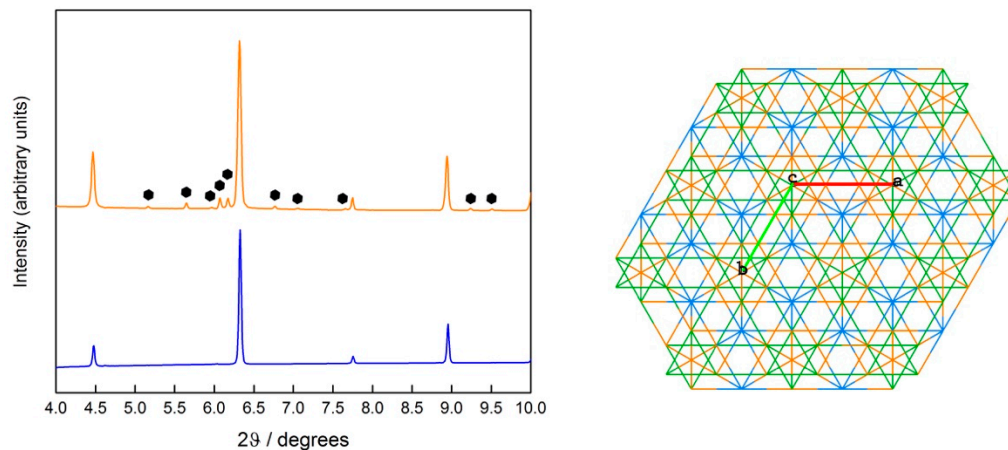 Intensity (arbitrary units)
4.0 4.5 5.0 5.5 6.0 6.5 7.0 7.5 8.0 8.5 9.0 9.5 10.0
2ϑ / degrees
c a
b